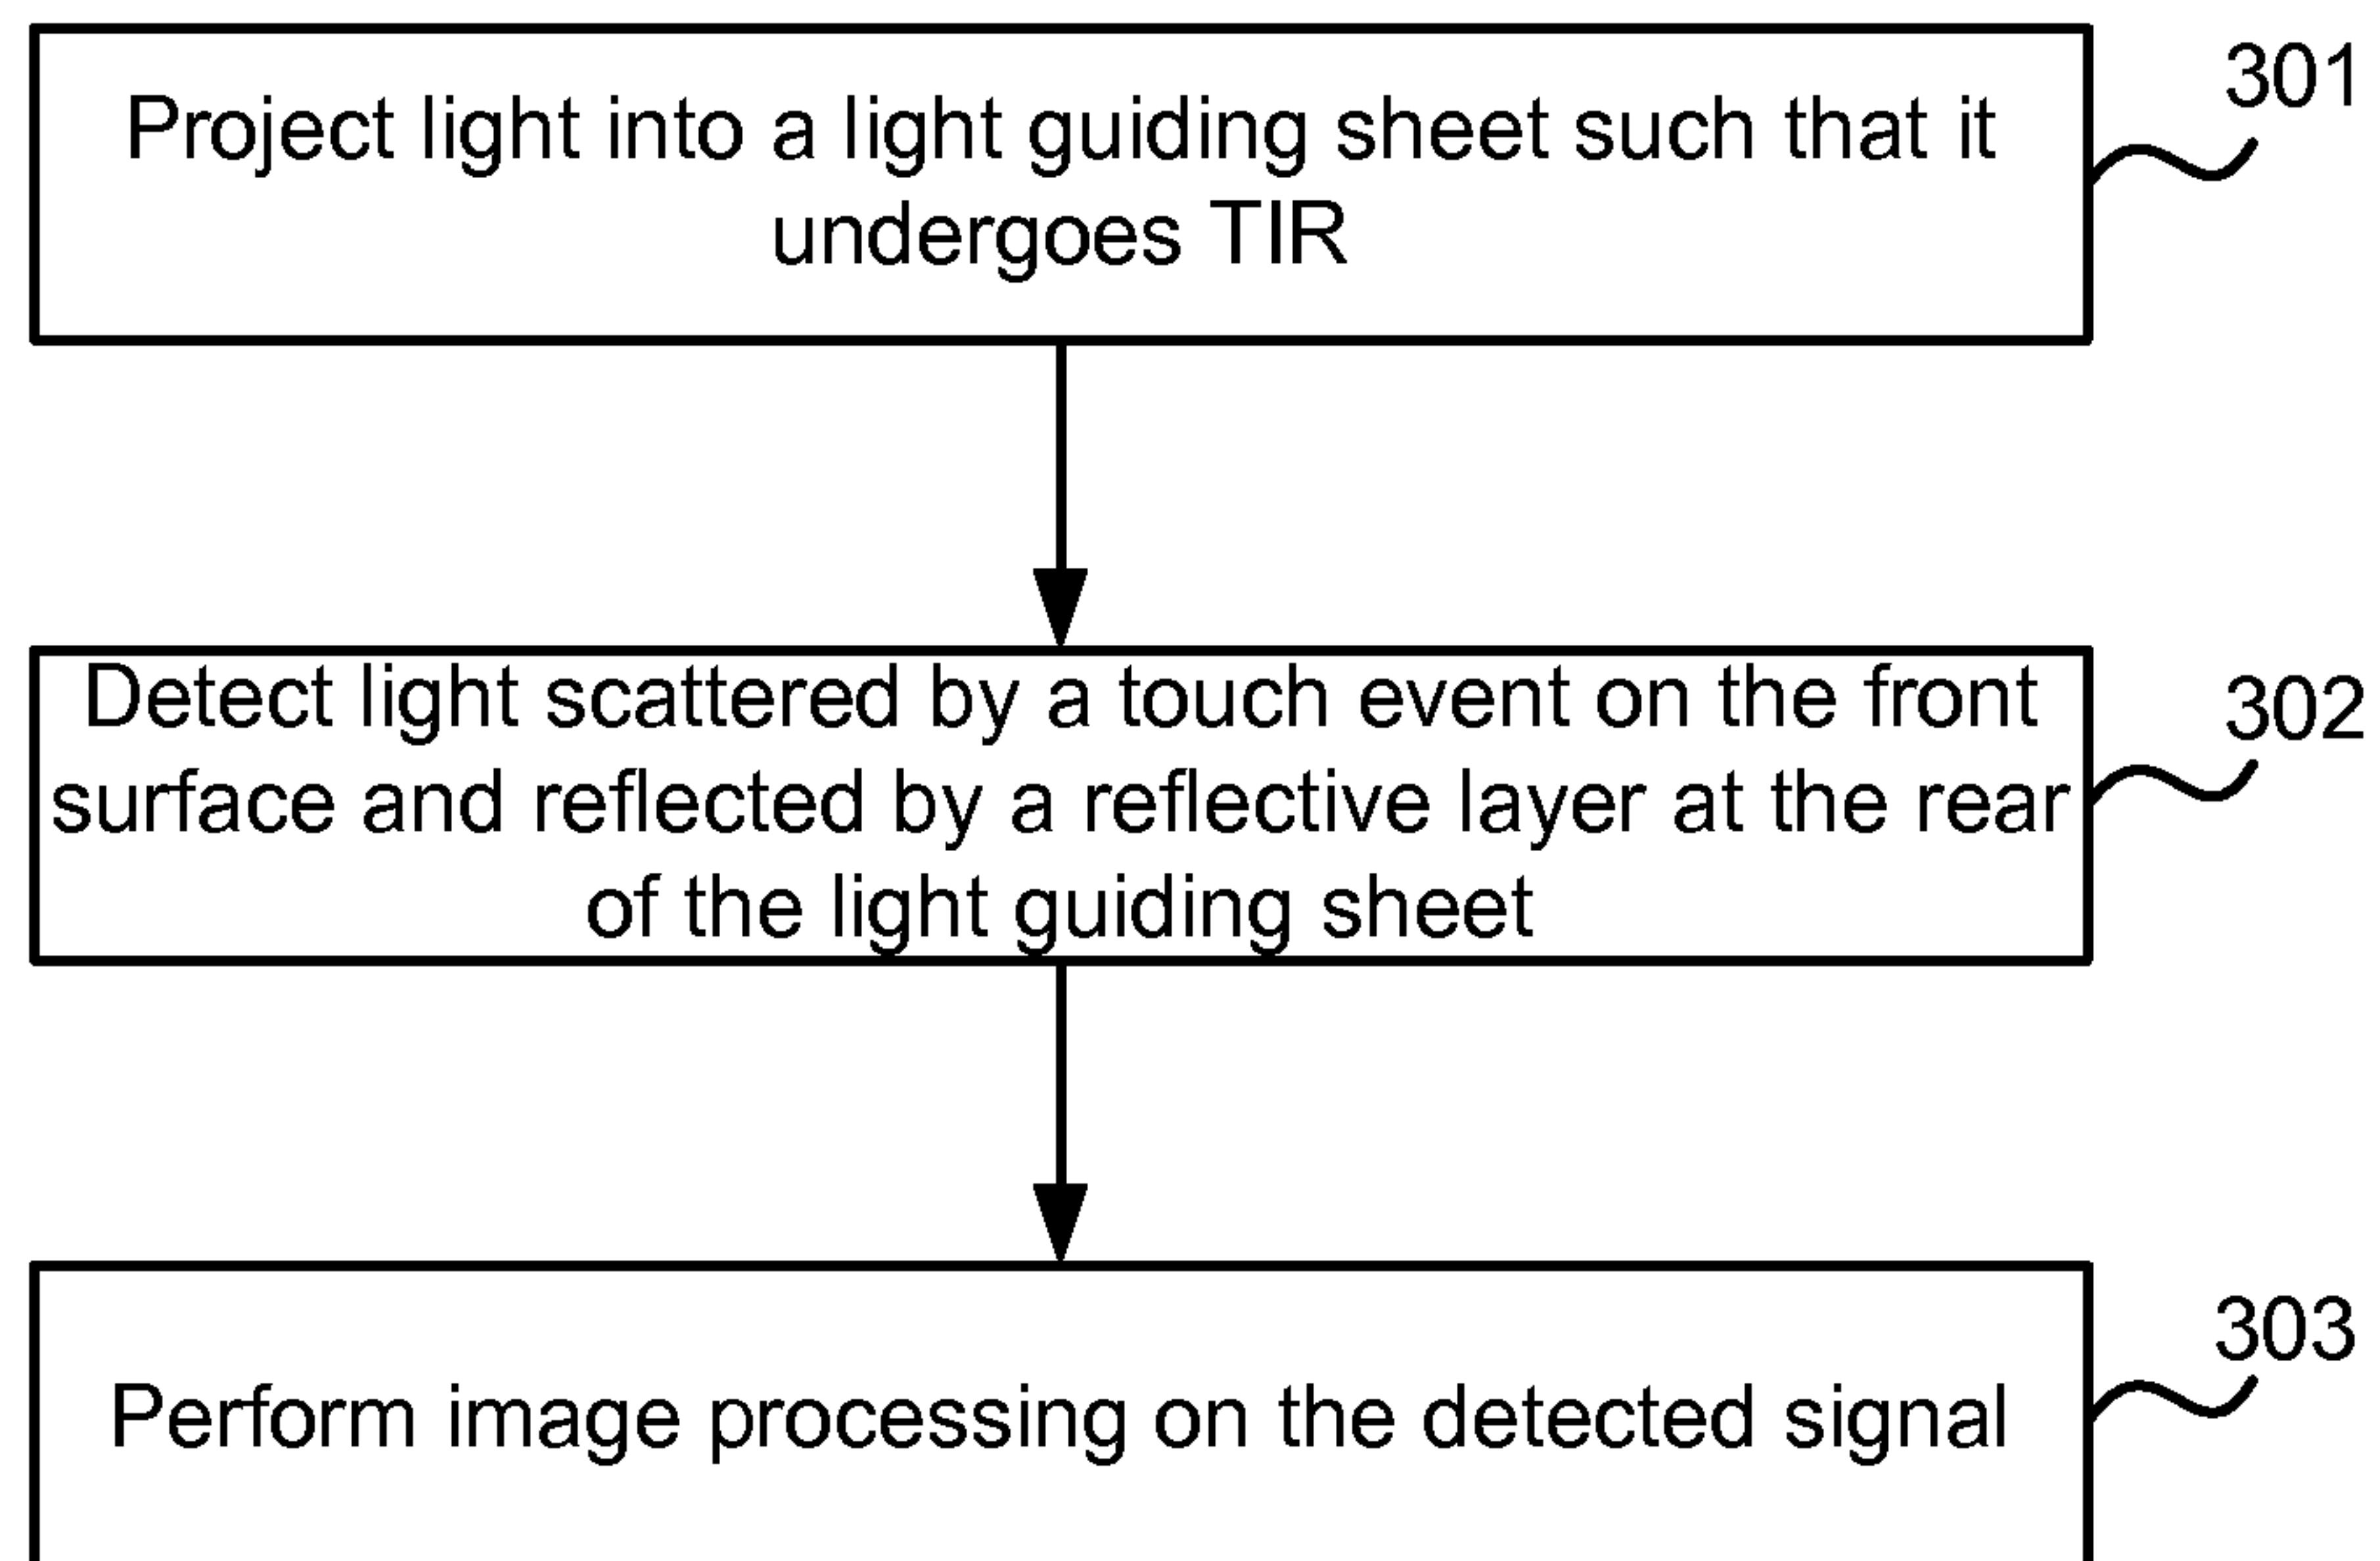 Project light into a light guiding sheet such that it
undergoes TIR
301
Detect light scattered by a touch event on the front
surface and reflected by a reflective layer at the rear
of the light guiding sheet
302
Perform image processing on the detected signal
303